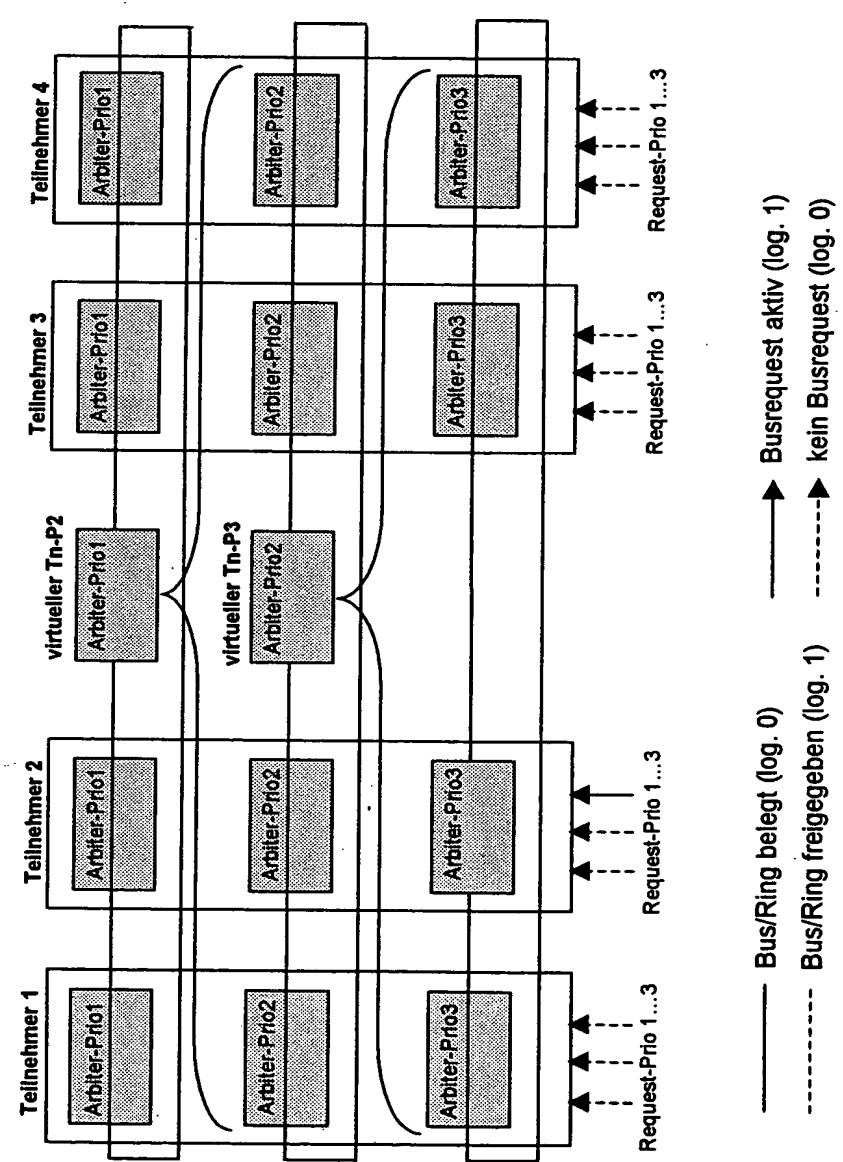 Teilnehmer 1
Arbiter-Prio1
Arbiter-Prio2
Arbiter-Prio3
Request-Prio 1...3
Teilnehmer 2
Arbiter-Prio1
Arbiter-Prio2
Arbiter-Prio3
Request-Prio 1...3
virtueller Tn-P2
Arbiter-Prio1
virtueller Tn-P3
Arbiter-Prio2
Teilnehmer 3
Arbiter-Prio1
Arbiter-Prio2
Arbiter-Prio3
Request-Prio 1...3
Teilnehmer 4
Arbiter-Prio1
Arbiter-Prio2
Arbiter-Prio3
Request-Prio 1...3
Bus/Ring belegt (log. 0)
Bus/Ring freigegeben (log. 1)
Busrequest aktiv (log. 1)
kein Busrequest (log. 0)